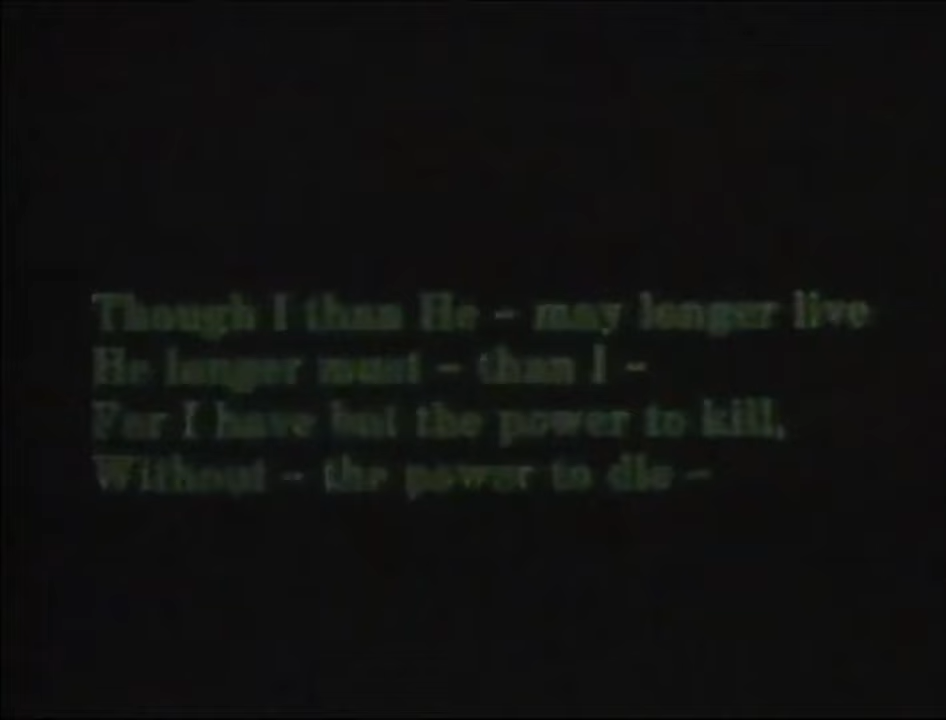 Though I than He – may longer live
He longer must – than I –
For I have but the power to kill,
Without – the power to die –